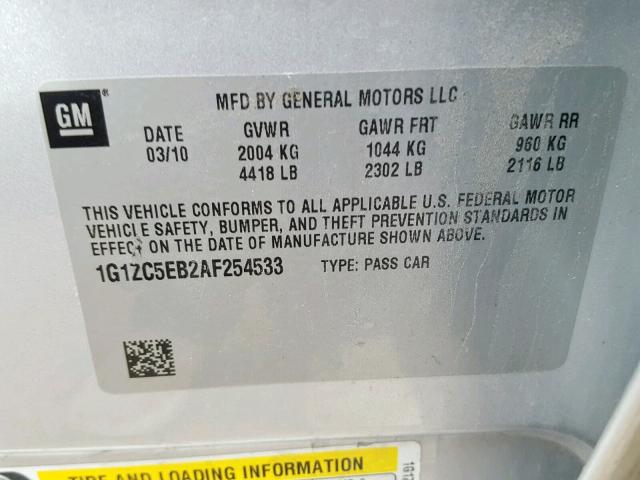 GM
MFD BY GENERAL MOTORS LLC
DATE GVWR GAWR FRT GAWR RR
03/10 2004 KG 1044 KG 960 KG
4418 LB 2302 LB 2116 LB
THIS VEHICLE CONFORMS TO ALL APPLICABLE U.S. FEDERAL MOTOR
VEHICLE SAFETY, BUMPER, AND THEFT PREVENTION STANDARDS IN
EFFECT ON THE DATE OF MANUFACTURE SHOWN ABOVE.
1G1ZC5EB2AF254533 TYPE: PASS CAR
TIRE AND LOADING INFORMATION